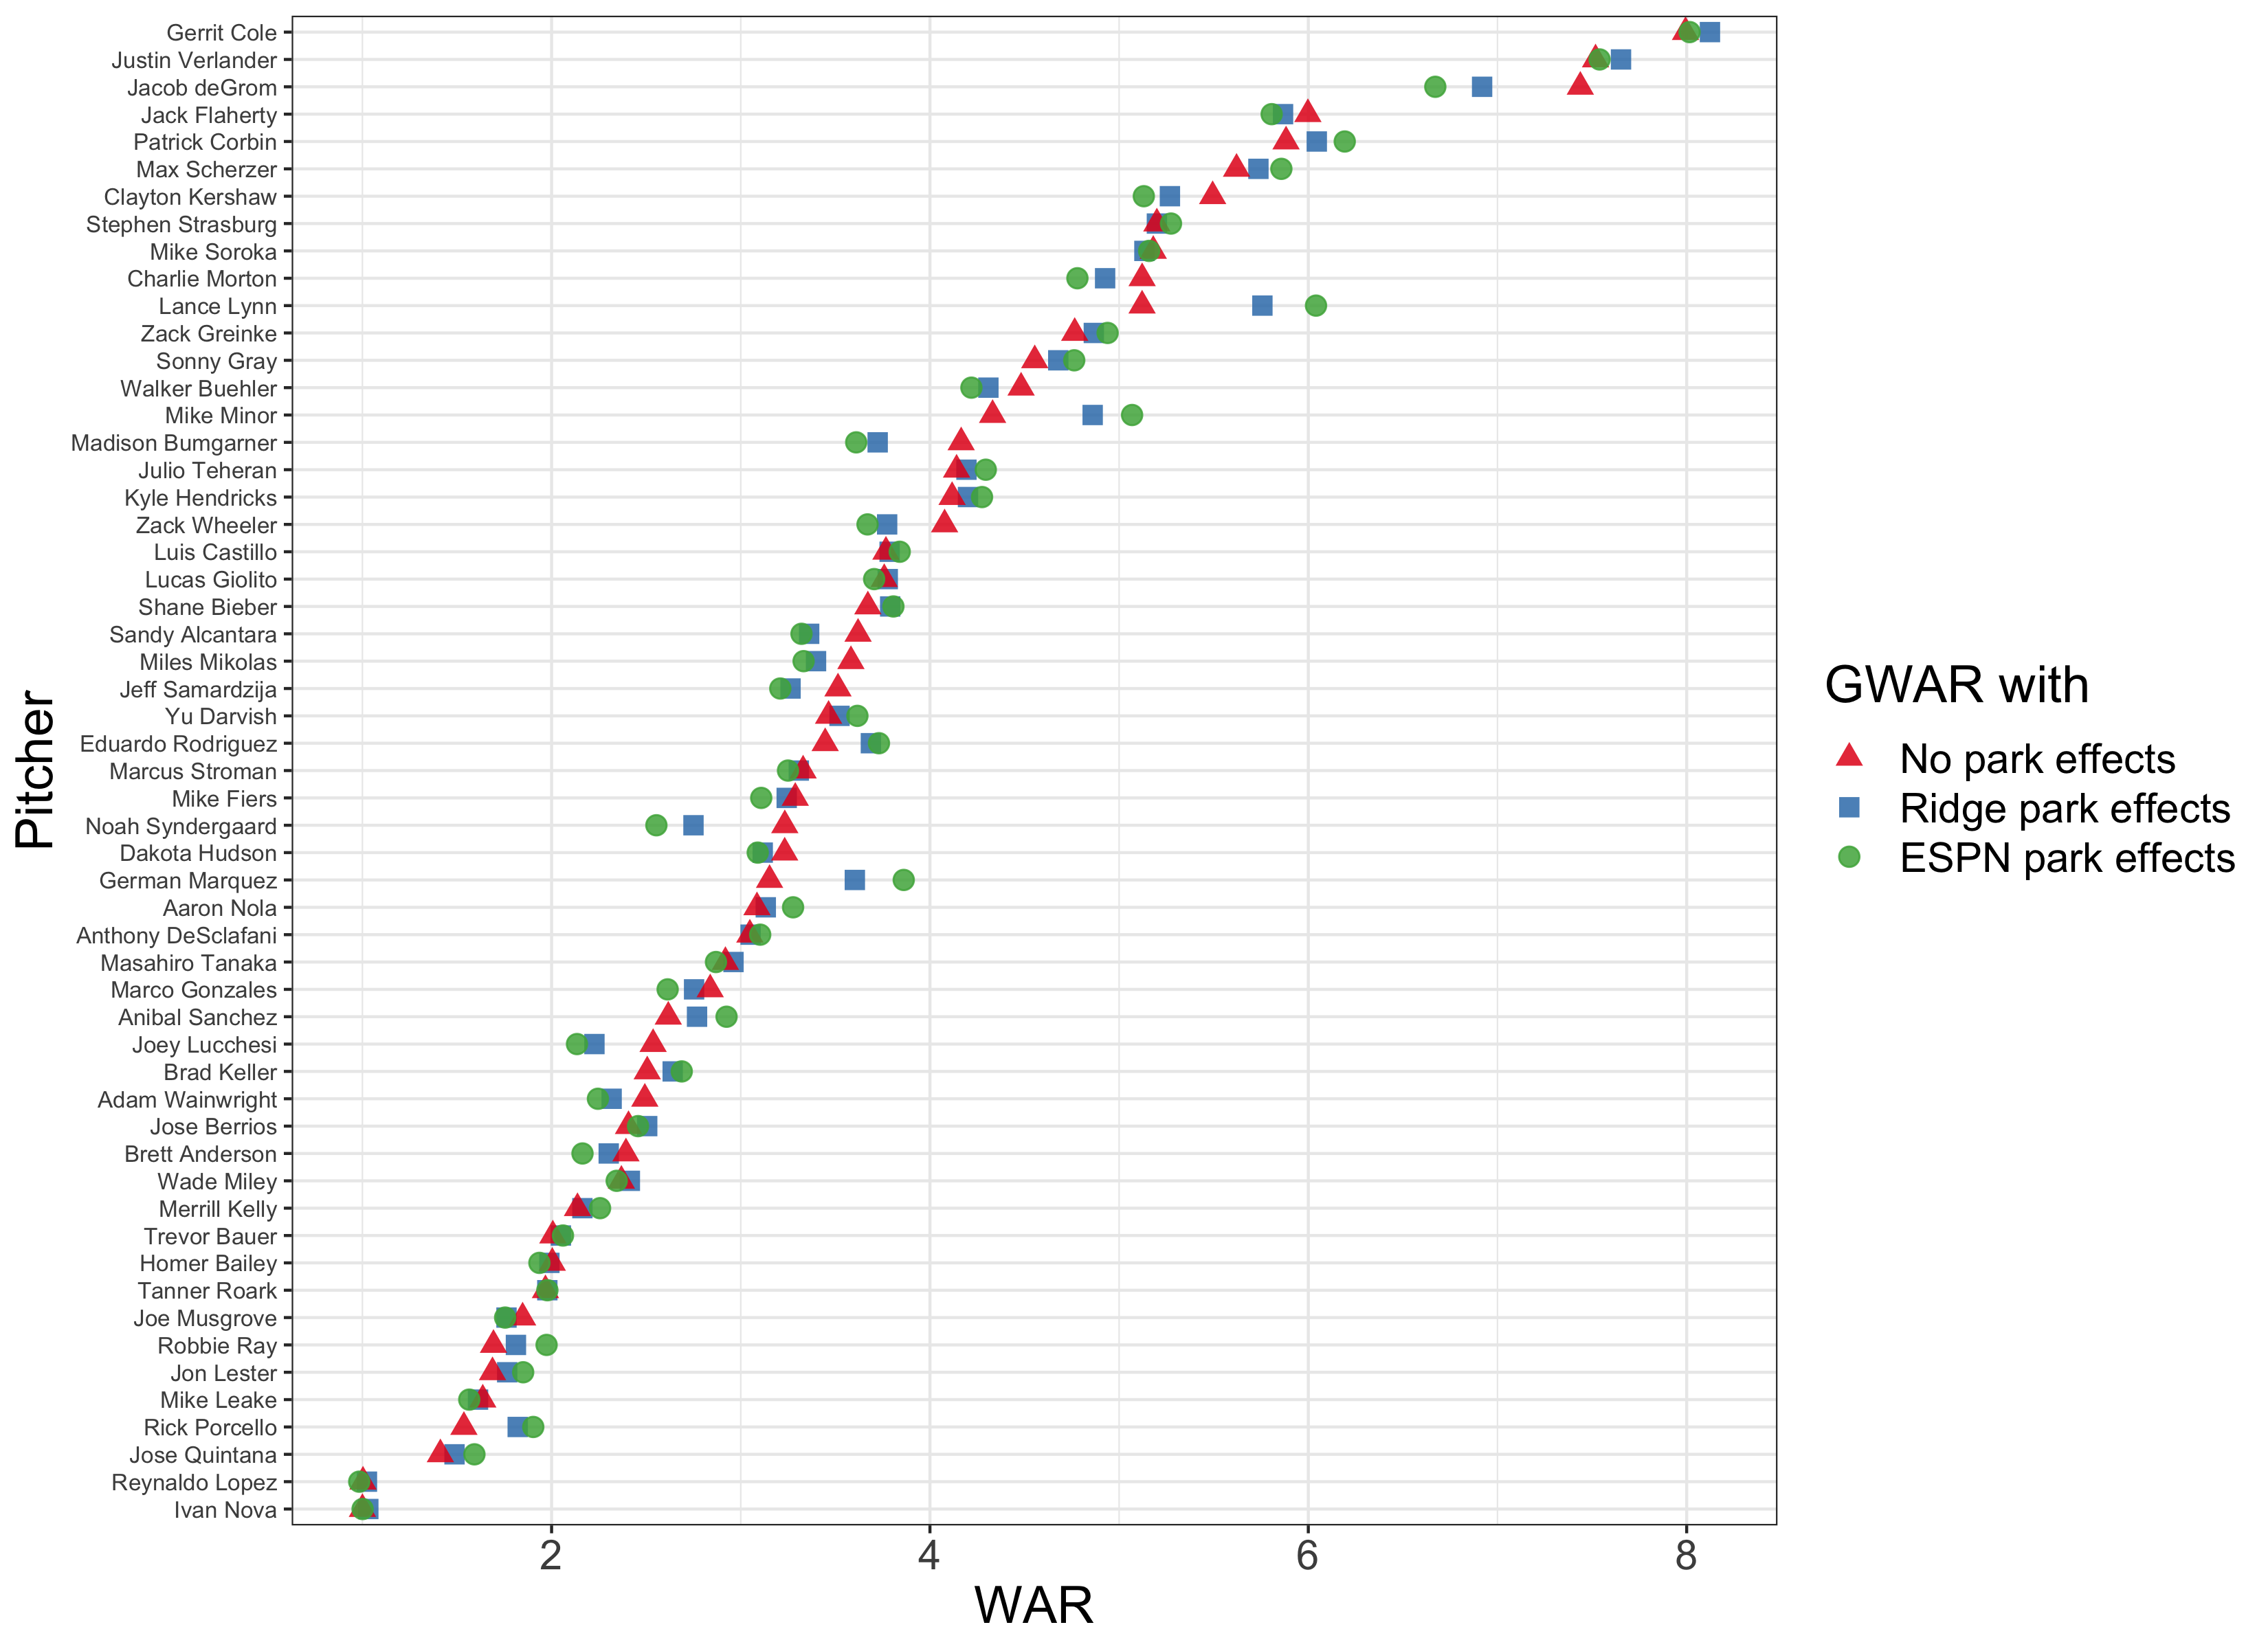 Gerrit Cole
Justin Verlander
Jacob deGrom
Jack Flaherty
Patrick Corbin
Max Scherzer
Clayton Kershaw
Stephen Strasburg
Mike Soroka
Charlie Morton
Lance Lynn
Zack Greinke
Sonny Gray
Walker Buehler
Mike Minor
Madison Bumgarner
Julio Teheran
Kyle Hendricks
Zack Wheeler
Luis Castillo
Lucas Giolito
Shane Bieber
Sandy Alcantara
Miles Mikolas
Jeff Samardzija
Yu Darvish
Eduardo Rodriguez
Marcus Stroman
Mike Fiers
Noah Syndergaard
Dakota Hudson
German Marquez
Aaron Nola
Anthony DeSclafani
Masahiro Tanaka
Marco Gonzales
Anibal Sanchez
Joey Lucchesi
Brad Keller
Adam Wainwright
Jose Berrios
Brett Anderson
Wade Miley
Merrill Kelly
Trevor Bauer
Homer Bailey
Tanner Roark
Joe Musgrove
Robbie Ray
Jon Lester
Mike Leake
Rick Porcello
Jose Quintana
Reynaldo Lopez
Ivan Nova
Pitcher
2 4 6 8
WAR
GWAR with
No park effects
Ridge park effects
ESPN park effects